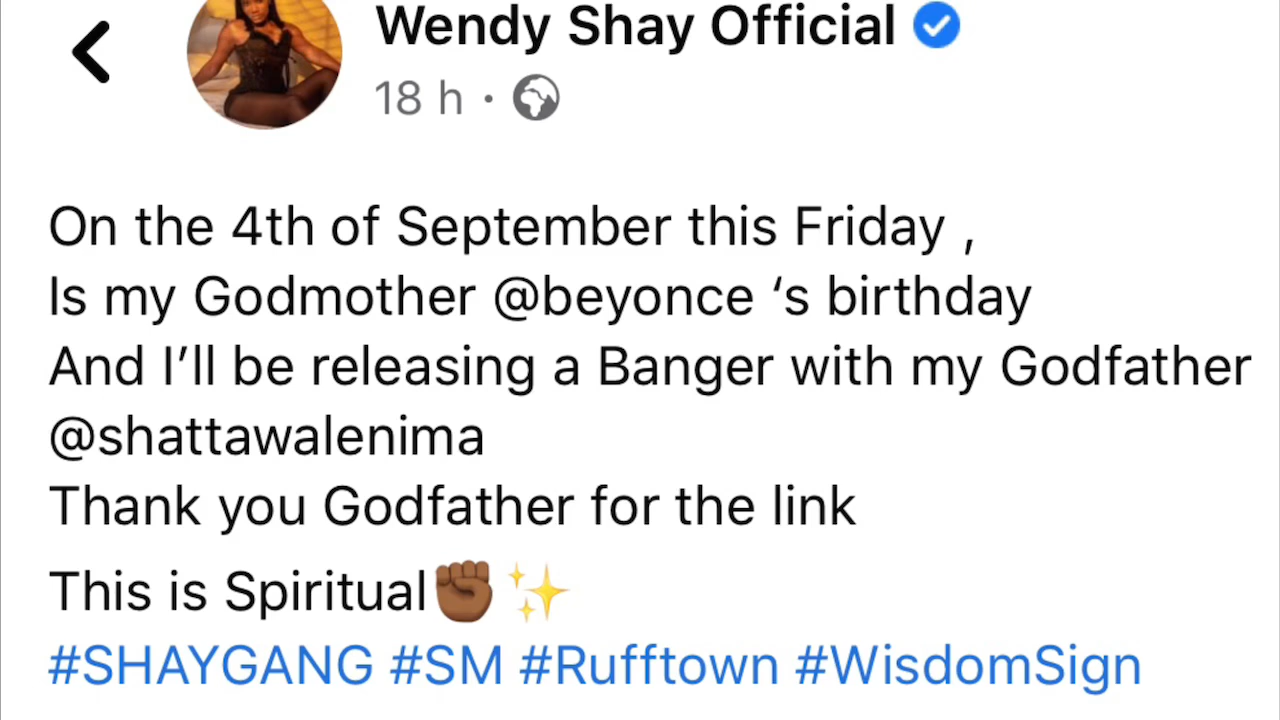 Wendy Shay Official
18 h ·
On the 4th of September this Friday ,
Is my Godmother @beyonce ‘s birthday
And I’ll be releasing a Banger with my Godfather
@shattawalenima
Thank you Godfather for the link
This is Spiritual✊🏾✨
#SHAYGANG #SM #Rufftown #WisdomSign